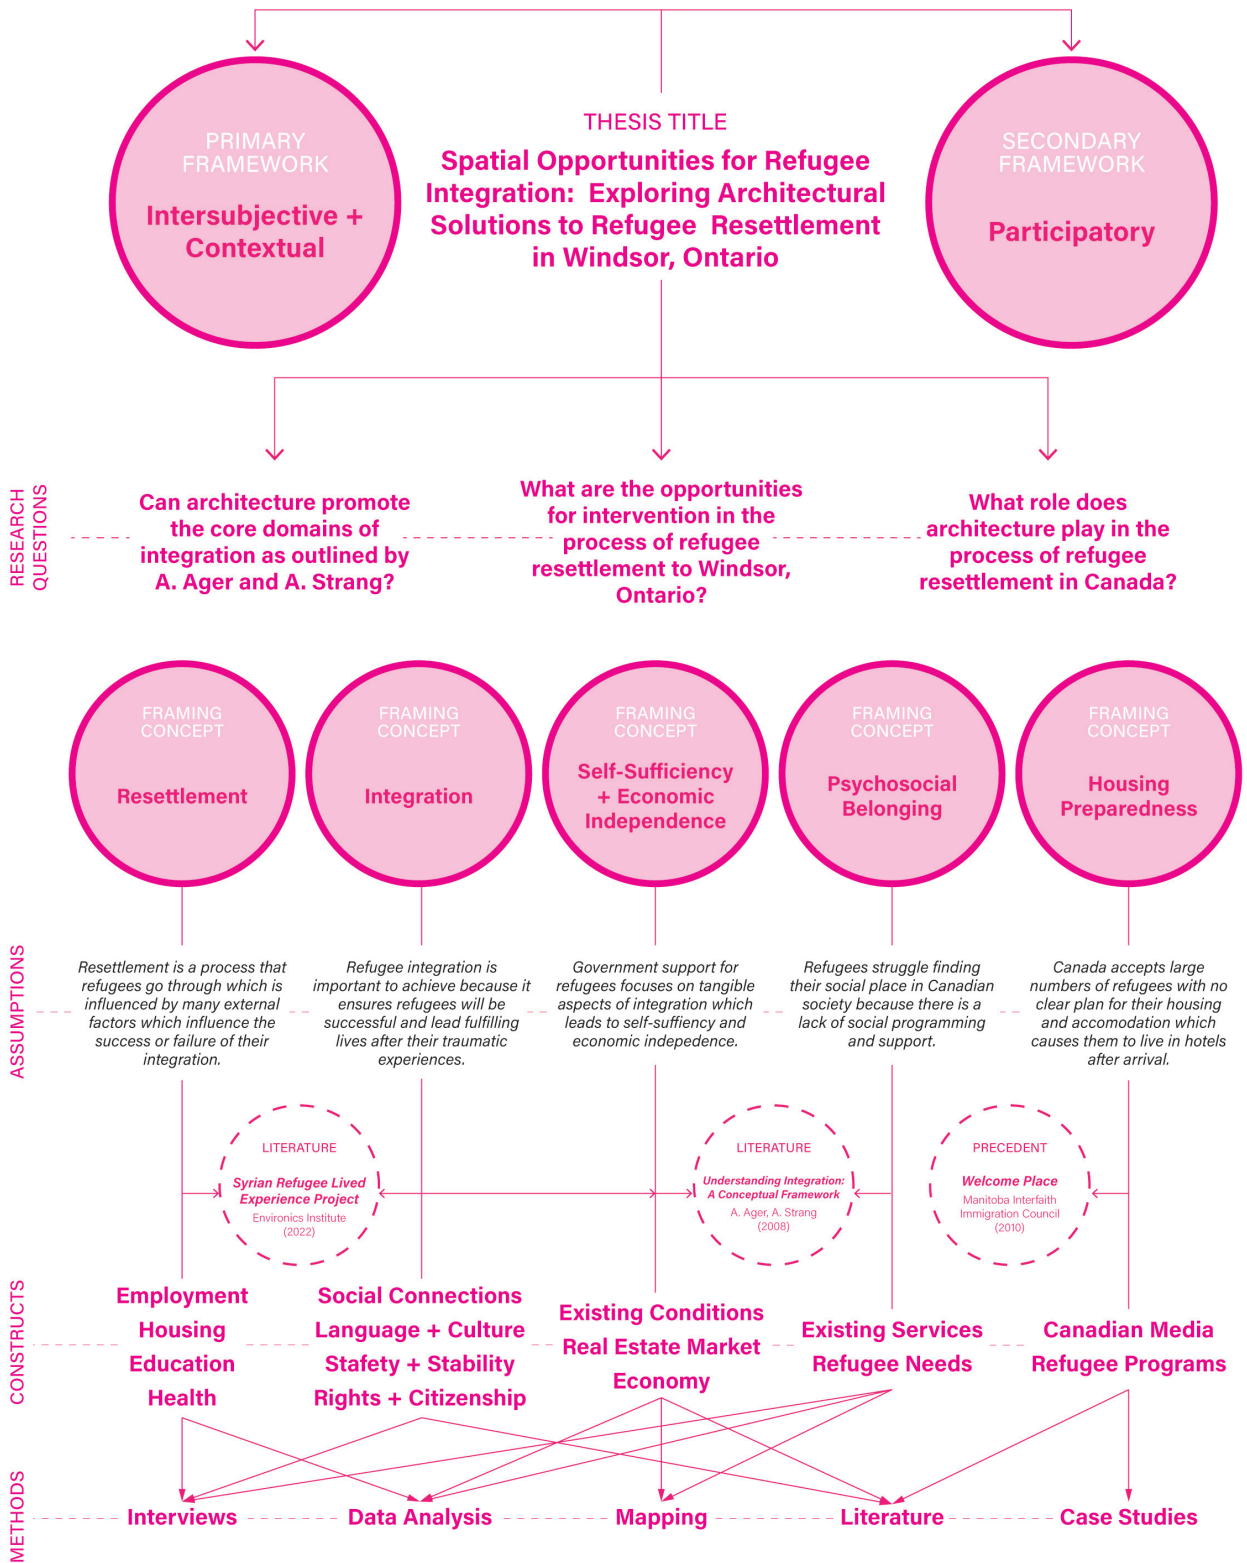 PRIMARY
FRAMEWORK
Intersubjective +
Contextual
THESIS TITLE
Spatial Opportunities for Refugee
Integration: Exploring Architectural
Solutions to Refugee Resettlement
in Windsor, Ontario
SECONDARY
FRAMEWORK
Participatory
RESEARCH
QUESTIONS
Can architecture promote
the core domains of
integration as outlined by
A. Ager and A. Strang?
What are the opportunities
for intervention in the
process of refugee
resettlement to Windsor,
Ontario?
What role does
architecture play in the
process of refugee
resettlement in Canada?
FRAMING
CONCEPT
Resettlement
FRAMING
CONCEPT
Integration
FRAMING
CONCEPT
Self-Sufficiency
+ Economic
Independence
FRAMING
CONCEPT
Psychosocial
Belonging
FRAMING
CONCEPT
Housing
Preparedness
ASSUMPTIONS
Resettlement is a process that
refugees go through which is
influenced by many external
factors which influence the
success or failure of their
integration.
Refugee integration is
important to achieve because it
ensures refugees will be
successful and lead fulfilling
lives after their traumatic
experiences.
Government support for
refugees focuses on tangible
aspects of integration which
leads to self-suffiency and
economic indepedence.
Refugees struggle finding
their social place in Canadian
society because there is a
lack of social programming
and support.
Canada accepts large
numbers of refugees with no
clear plan for their housing
and accomodation which
causes them to live in hotels
after arrival.
LITERATURE
Syrian Refugee Lived
Experience Project
Environics Institute
(2022)
LITERATURE
Understanding Integration:
A Conceptual Framework
A. Ager, A. Strang
(2008)
PRECEDENT
Welcome Place
Manitoba Interfaith
Immigration Council
(2010)
CONSTRUCTS
Employment
Housing
Education
Health
Social Connections
Language + Culture
Stafety + Stability
Rights + Citizenship
Existing Conditions
Real Estate Market
Economy
Existing Services
Refugee Needs
Canadian Media
Refugee Programs
METHODS
Interviews
Data Analysis
Mapping
Literature
Case Studies